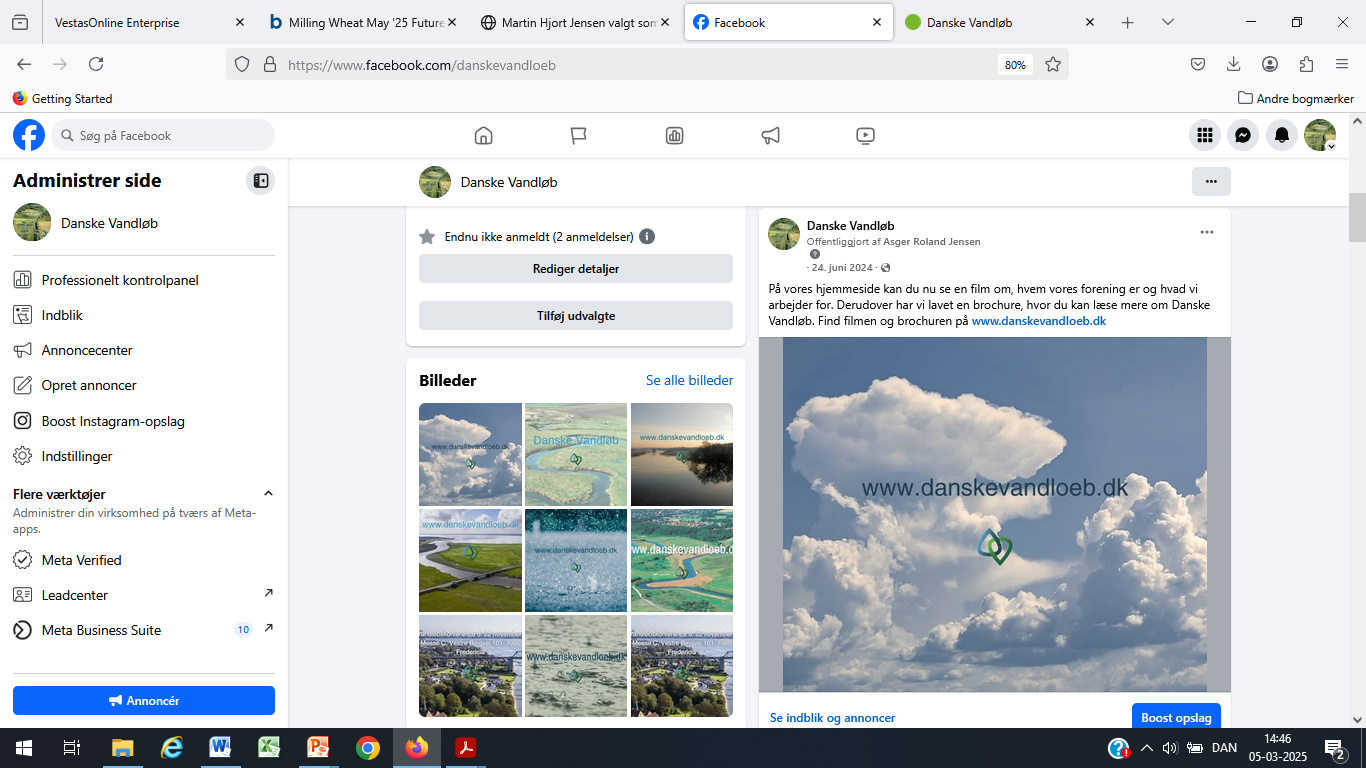 VestasOnline Enterprise
Milling Wheat May '25 Future
Martin Hjort Jensen valgt som
Facebook
Danske Vandløb
https://www.facebook.com/danskevandloeb
80%
Getting Started
Andre bogmærker
Søg på Facebook
Administrer side
Danske Vandløb
Professionelt kontrolpanel
Indblik
Annoncecenter
Opret annoncer
Boost Instagram-opslag
Indstillinger
Flere værktøjer
Administrer din virksomhed på tværs af Meta-
apps.
Meta Verified
Leadcenter
Meta Business Suite
10
Annoncér
Danske Vandløb
Endnu ikke anmeldt (2 anmeldelser)
Rediger detaljer
Tilføj udvalgte
Billeder
Se alle billeder
www.danskevandloeb.dk
Danske Vandløb
www.danskevandloeb.dk
www.danskevandloeb.dk
www.danskevandloeb.dk
www.danskevandloeb.dk
Fredericia
www.danskevandloeb.dk
Fredericia
Danske Vandløb
Offentliggjort af Asger Roland Jensen
· 24. juni 2024 ·
På vores hjemmeside kan du nu se en film om, hvem vores forening er og hvad vi
arbejder for. Derudover har vi lavet en brochure, hvor du kan læse mere om Danske
Vandløb. Find filmen og brochuren på www.danskevandloeb.dk
www.danskevandloeb.dk
Se indblik og annoncer
Boost opslag
DAN
14:46
05-03-2025
2